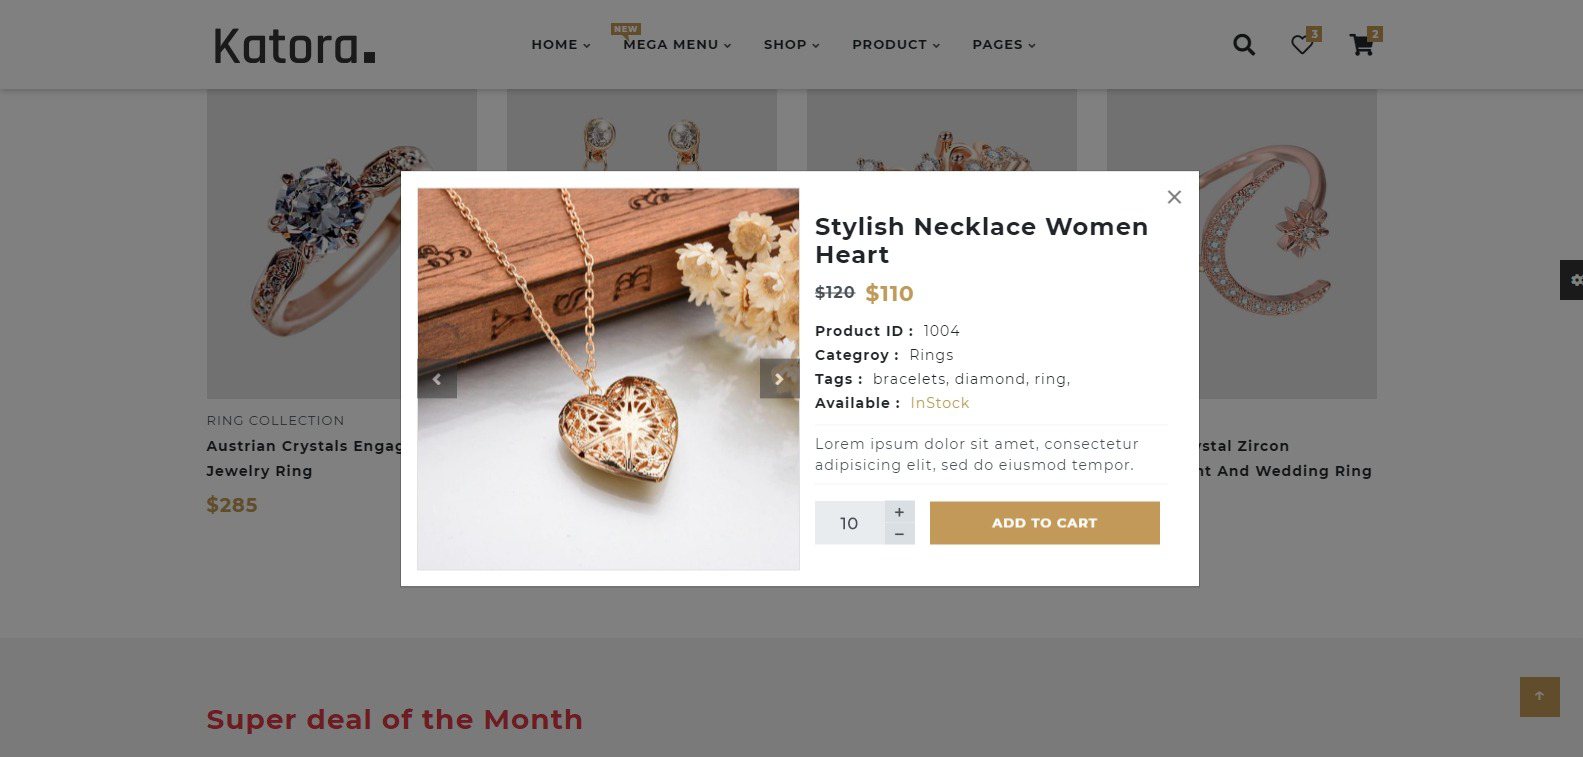 Katora.
HOME
NEW
MEGA MENU
SHOP
PRODUCT
PAGES
3
2
Stylish Necklace Women
Heart
$120 $110
Product ID : 1004
Categroy : Rings
Tags : bracelets, diamond, ring,
Available : InStock
Lorem ipsum dolor sit amet, consectetur
adipisicing elit, sed do eiusmod tempor.
10 + −
ADD TO CART
RING COLLECTION
Austrian Crystals Engag
Jewelry Ring
$285
ystal Zircon
nt And Wedding Ring
Super deal of the Month